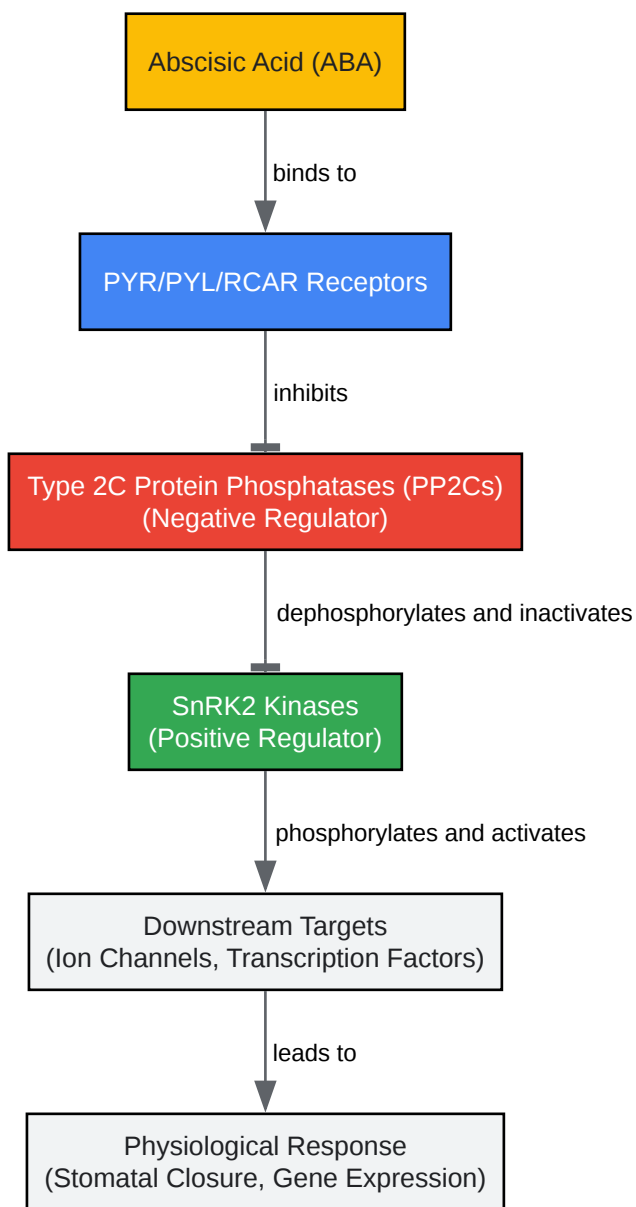 Abscisic Acid (ABA)
binds to
PYR/PYL/RCAR Receptors
inhibits
Type 2C Protein Phosphatases (PP2Cs)
(Negative Regulator)
dephosphorylates and inactivates
SnRK2 Kinases
(Positive Regulator)
phosphorylates and activates
Downstream Targets
(Ion Channels, Transcription Factors)
leads to
Physiological Response
(Stomatal Closure, Gene Expression)